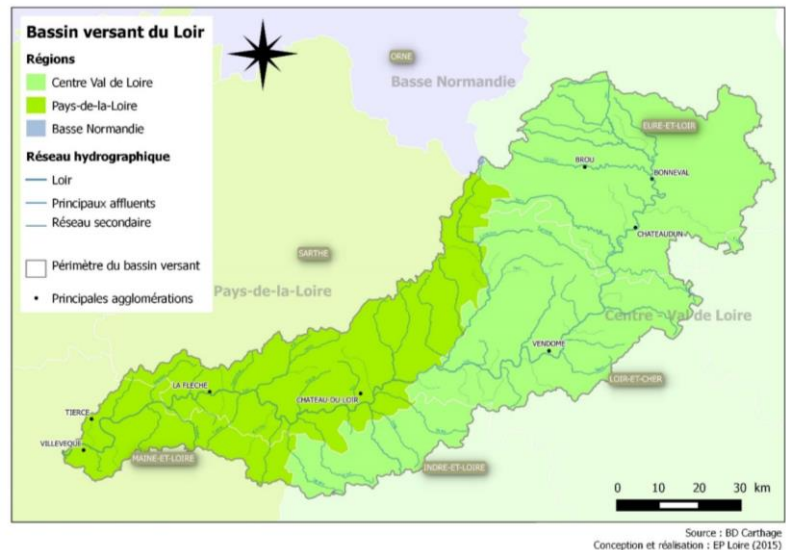 Bassin versant du Loir
Régions
Centre Val de Loire
Pays-de-la-Loire
Basse Normandie
Réseau hydrographique
Loir
Principaux affluents
Réseau secondaire
Périmètre du bassin versant
Principales agglomérations
ORNE
Basse Normandie
EURE-ET-LOIR
BROU
BONNEVAL
CHATEAUDUN
SARTHE
Pays-de-la-Loire
Centre - Val de Loire
VENDOME
LOIR-ET-CHER
LA FLECHE
CHATEAU DU LOIR
TIERCE
VILLEVEQUE
MAINE-ET-LOIRE
INDRE-ET-LOIRE
0 10 20 30 km
Source : BD Carthage
Conception et réalisation : EP Loire (2015)